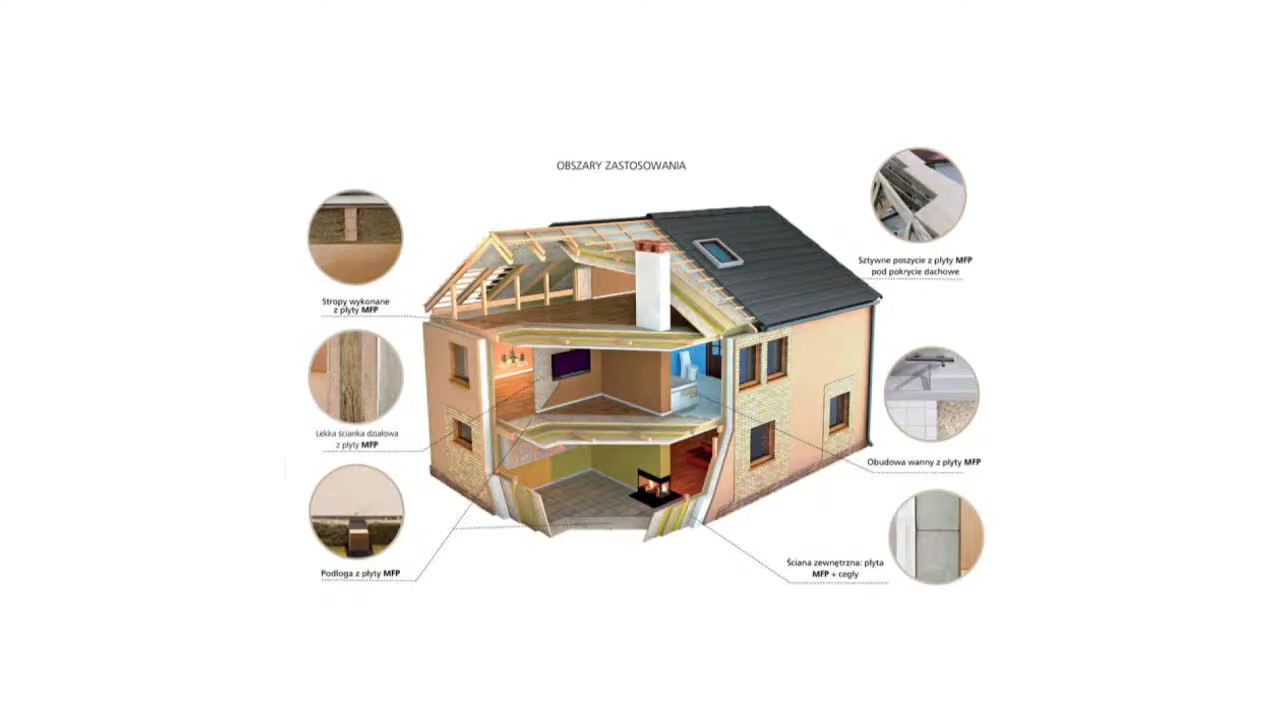 OBSZARY ZASTOSOWANIA
Stropy wykonane
z płyty MFP
Lekka ścianka działowa
z płyty MFP
Podłoga z płyty MFP
Sztywne poszycie z płyty MFP
pod pokrycie dachowe
Obudowa wanny z płyty MFP
Ściana zewnętrzna: płyta
MFP + cegły